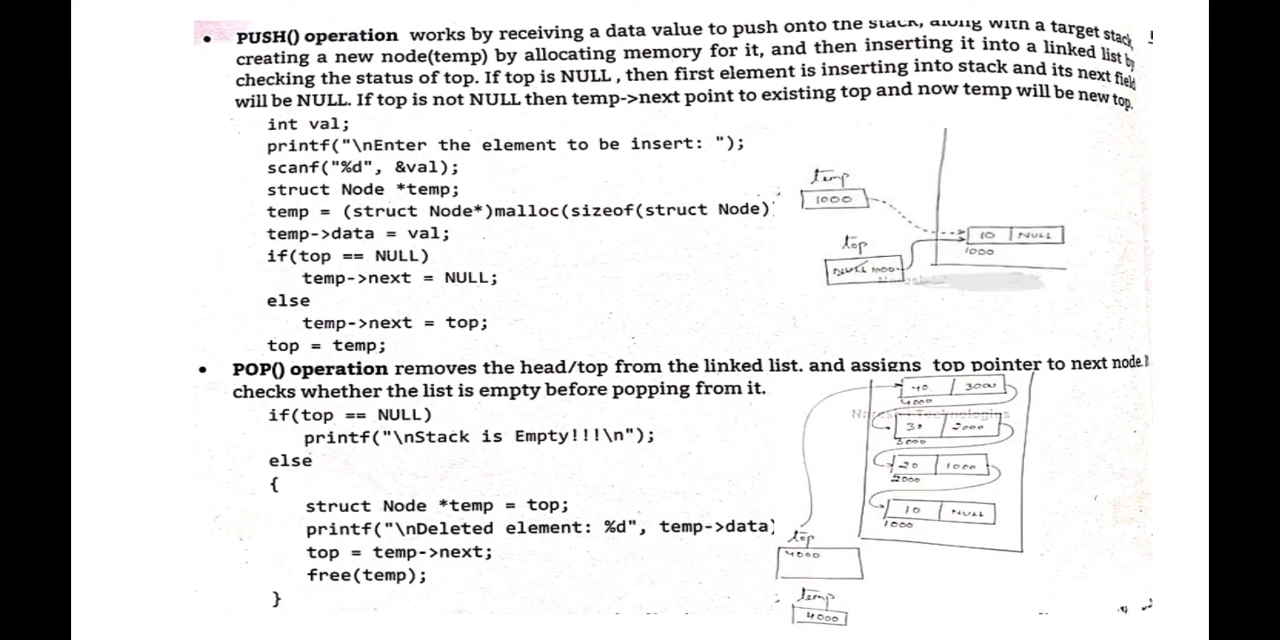 • PUSH() operation works by receiving a data value to push onto the stack, along with a target stack,
creating a new node(temp) by allocating memory for it, and then inserting it into a linked list by
checking the status of top. If top is NULL , then first element is inserting into stack and its next field
will be NULL. If top is not NULL then temp->next point to existing top and now temp will be new top.
int val;
printf("\nEnter the element to be insert: ");
scanf("%d", &val);
struct Node *temp;
temp = (struct Node*)malloc(sizeof(struct Node)
temp->data = val;
if(top == NULL)
temp->next = NULL;
else
temp->next = top;
top = temp;
temp
1000
top
NULL 1000
10 NULL
1000
• POP() operation removes the head/top from the linked list. and assigns top pointer to next node. It
checks whether the list is empty before popping from it.
if(top == NULL)
printf("\nStack is Empty!!!\n");
else
{
struct Node *temp = top;
printf("\nDeleted element: %d", temp->data)
top = temp->next;
free(temp);
}
40 3000
4000
2000
3000
20 1000
2000
10 NULL
1000
top
4000
temp
4000